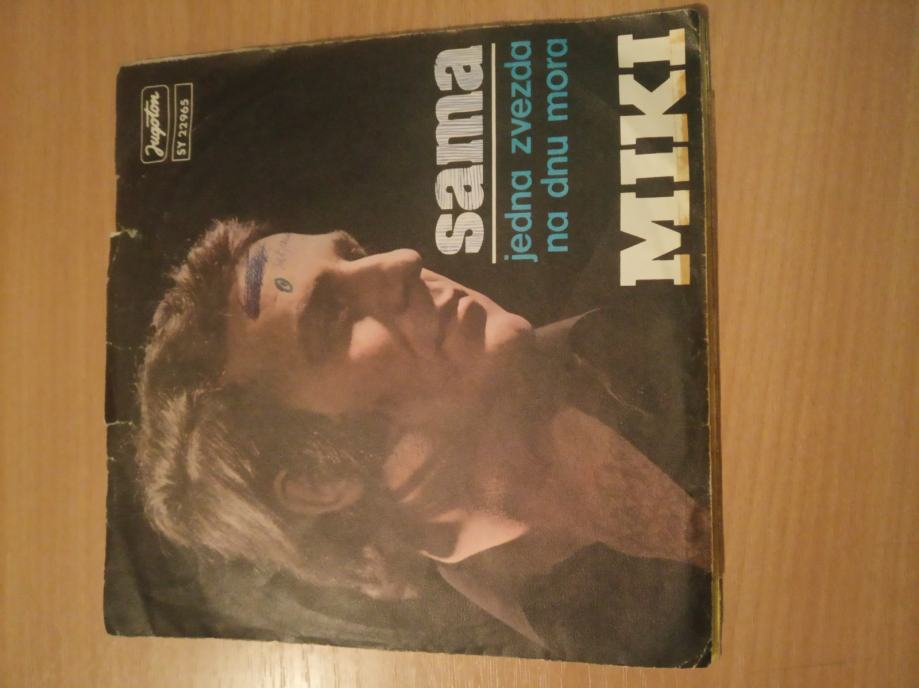 Jugoton
SY 22965
sama
jedna zvezda
na dnu mora
MIKI